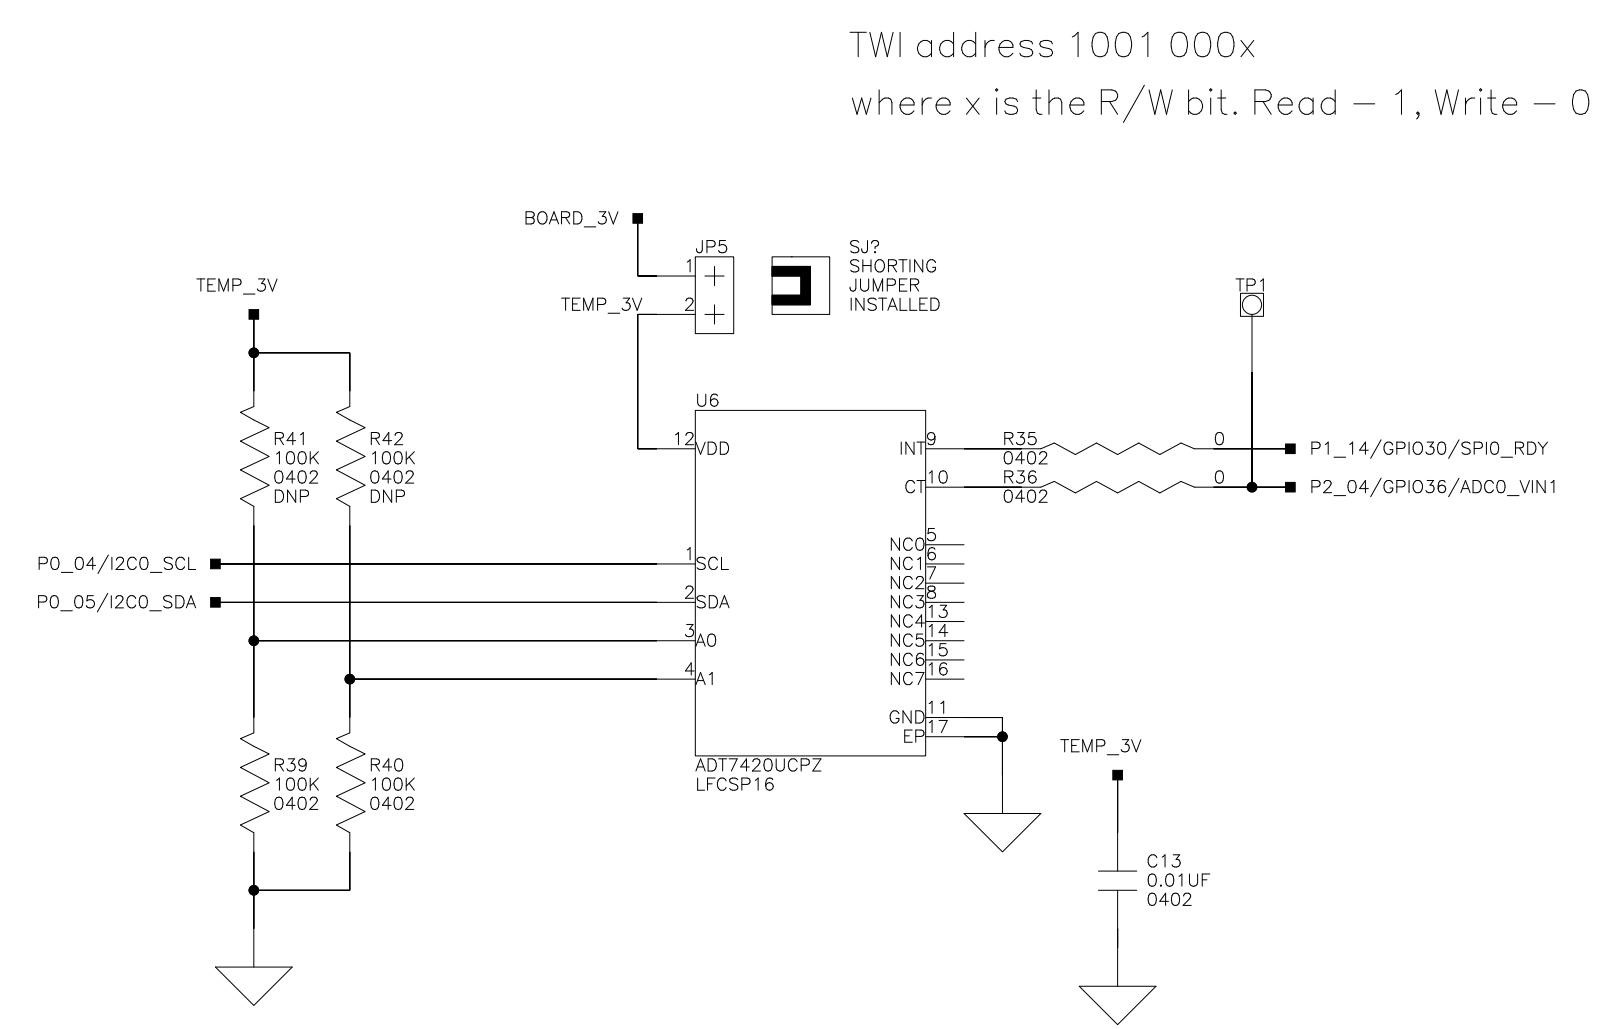 TWI address 1001 000x
where x is the R/W bit. Read – 1, Write – 0
BOARD_3V
JP5
1
2
TEMP_3V
SJ?
SHORTING
JUMPER
INSTALLED
TEMP_3V
TP1
R41
100K
0402
DNP
R42
100K
0402
DNP
U6
12
VDD
INT
9
R35
0402
0
P1_14/GPIO30/SPI0_RDY
CT
10
R36
0402
0
P2_04/GPIO36/ADC0_VIN1
P0_04/I2C0_SCL
1
SCL
P0_05/I2C0_SDA
2
SDA
3
A0
4
A1
NC0
5
NC1
6
NC2
7
NC3
8
NC4
13
NC5
14
NC6
15
NC7
16
GND
11
EP
17
ADT7420UCPZ
LFCSP16
R39
100K
0402
R40
100K
0402
TEMP_3V
C13
0.01UF
0402